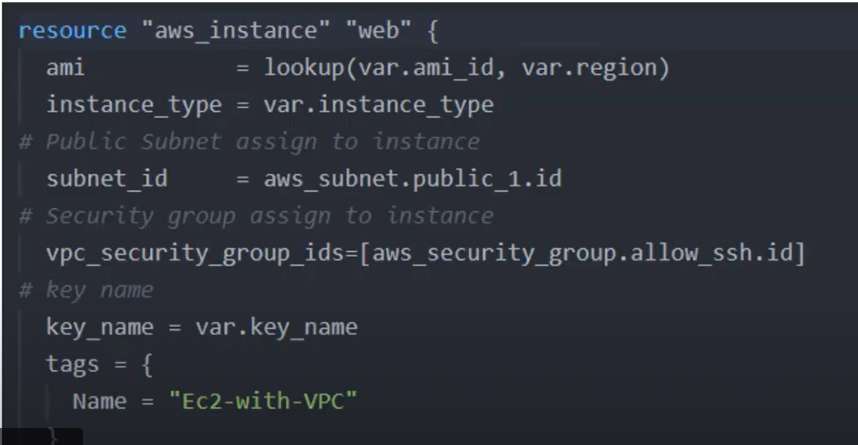 resource "aws_instance" "web" {
ami = lookup(var.ami_id, var.region)
instance_type = var.instance_type
# Public Subnet assign to instance
subnet_id = aws_subnet.public_1.id
# Security group assign to instance
vpc_security_group_ids=[aws_security_group.allow_ssh.id]
# key name
key_name = var.key_name
tags = {
Name = "Ec2-with-VPC"
}